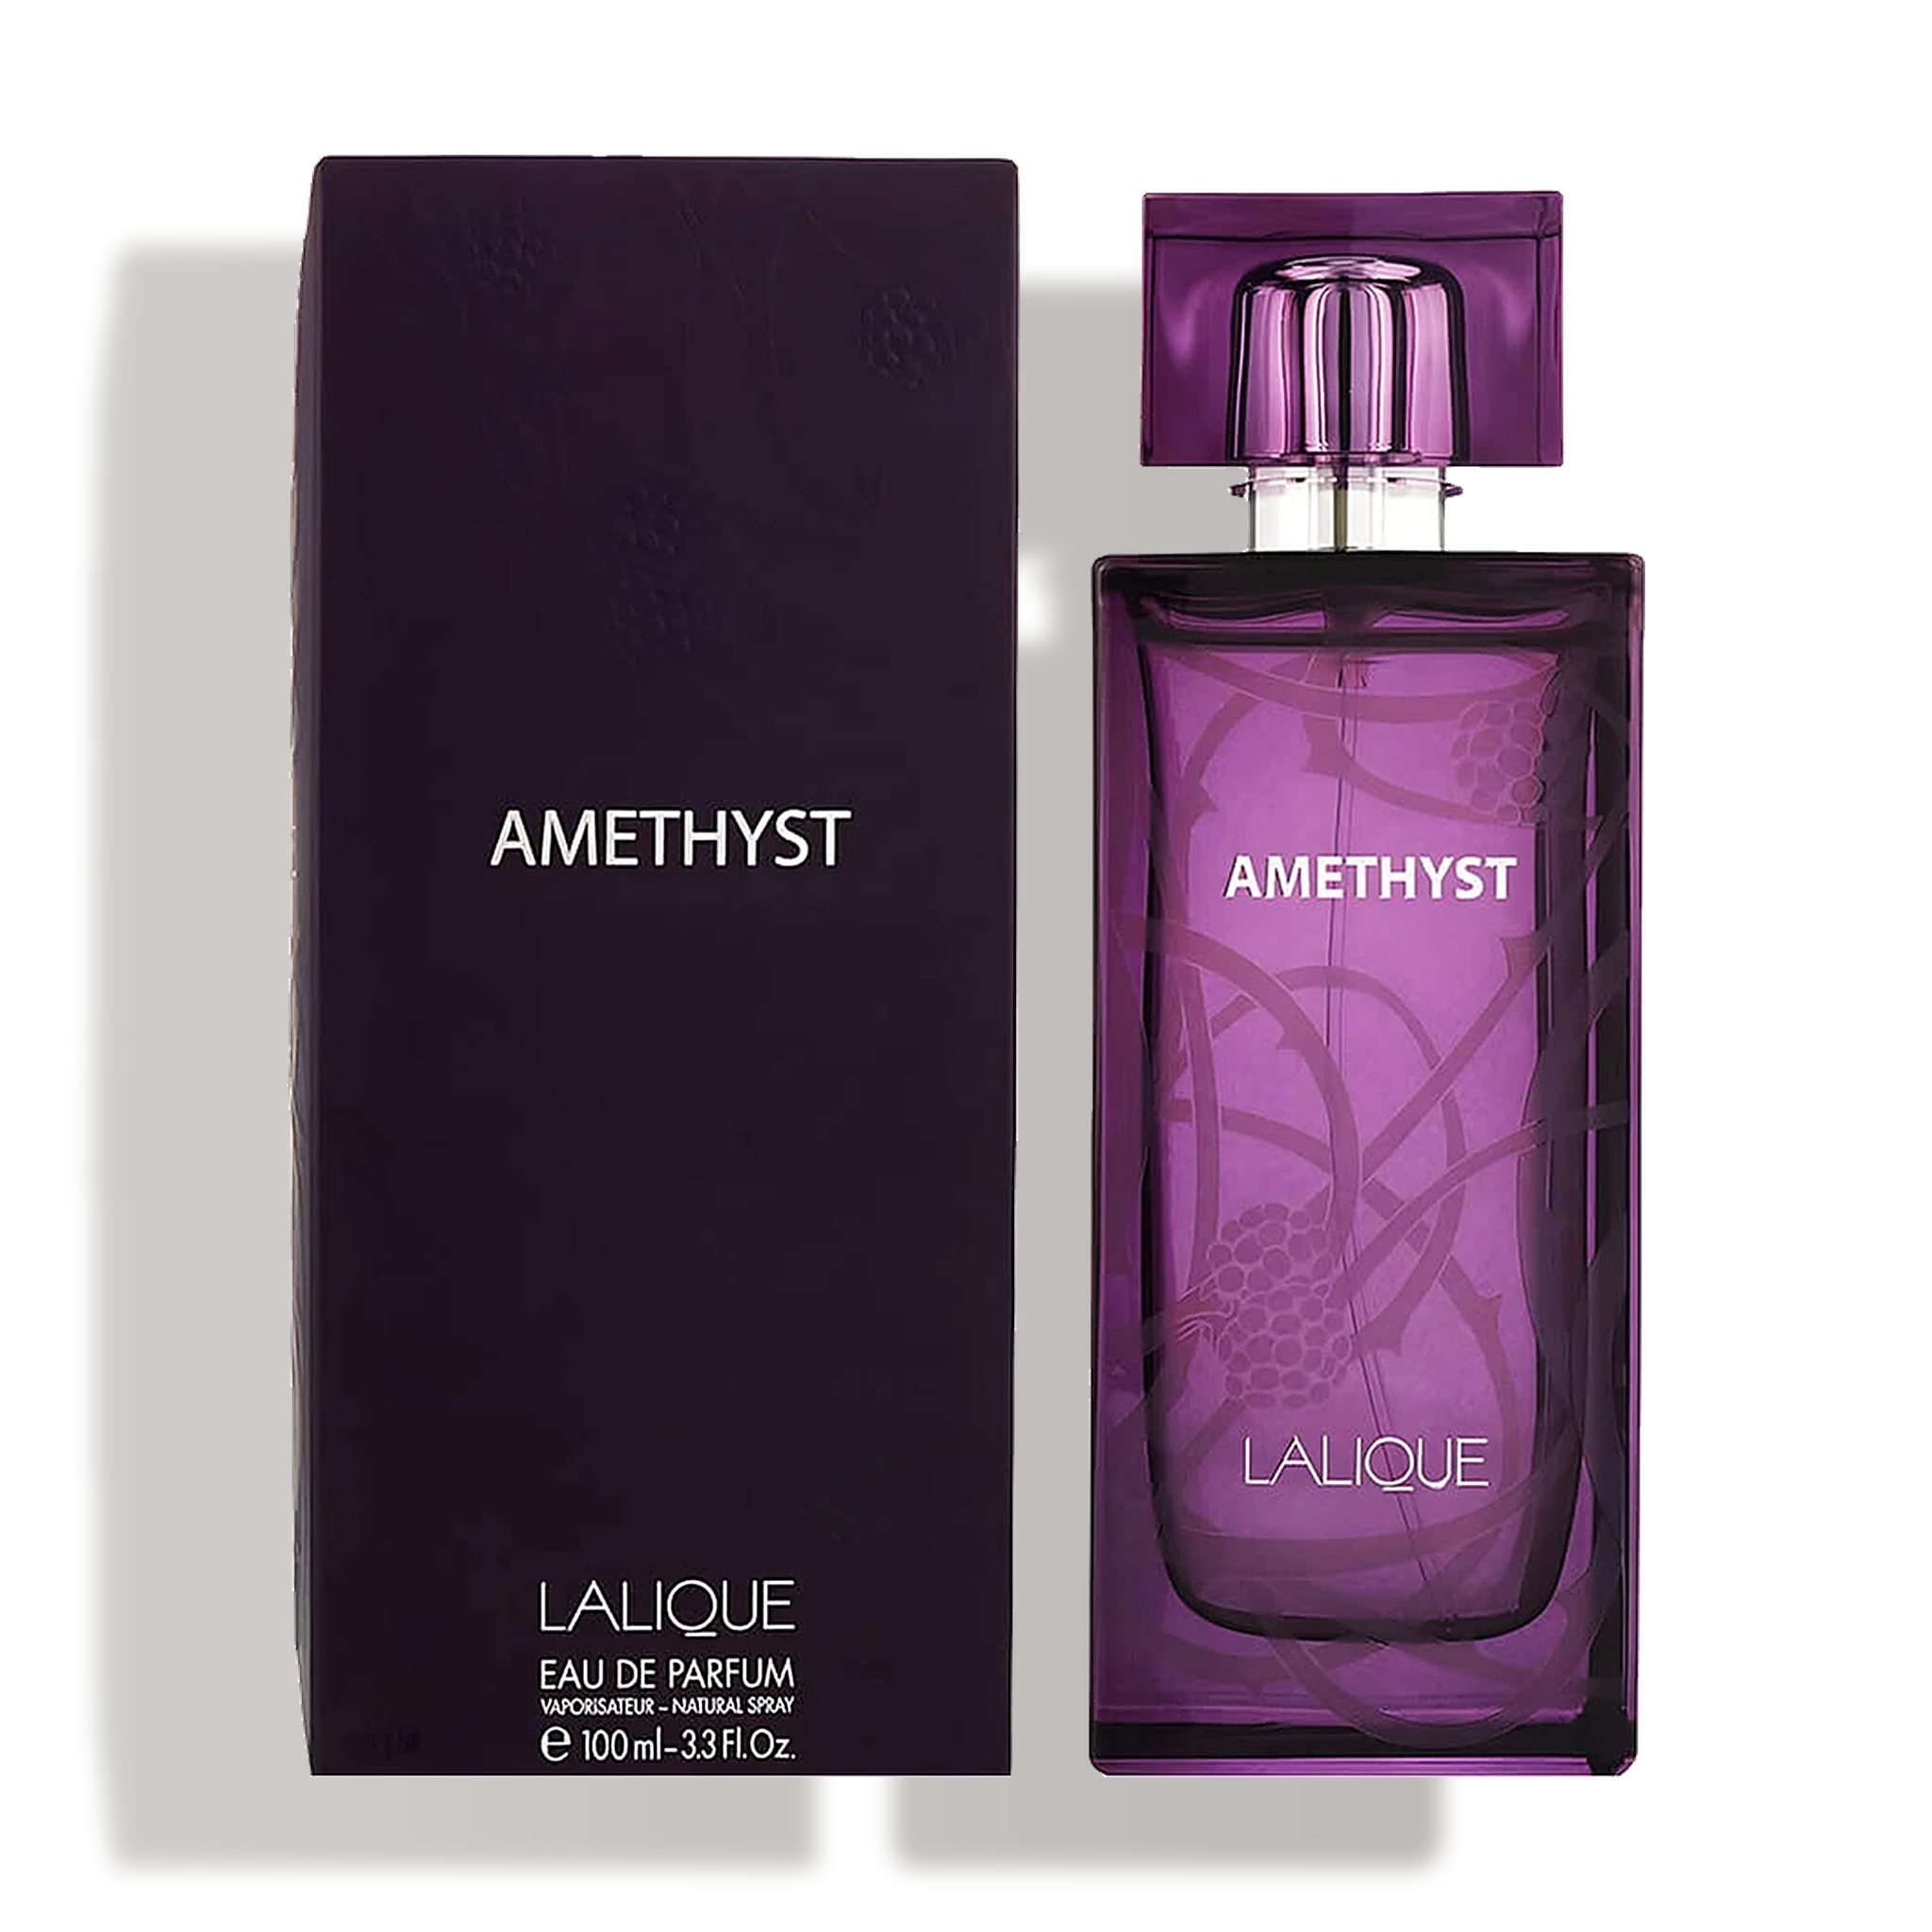 AMETHYST
LALIQUE
EAU DE PARFUM
VAPORISATEUR – NATURAL SPRAY
℮ 100 ml – 3.3 Fl.Oz.
AMETHYST
LALIQUE